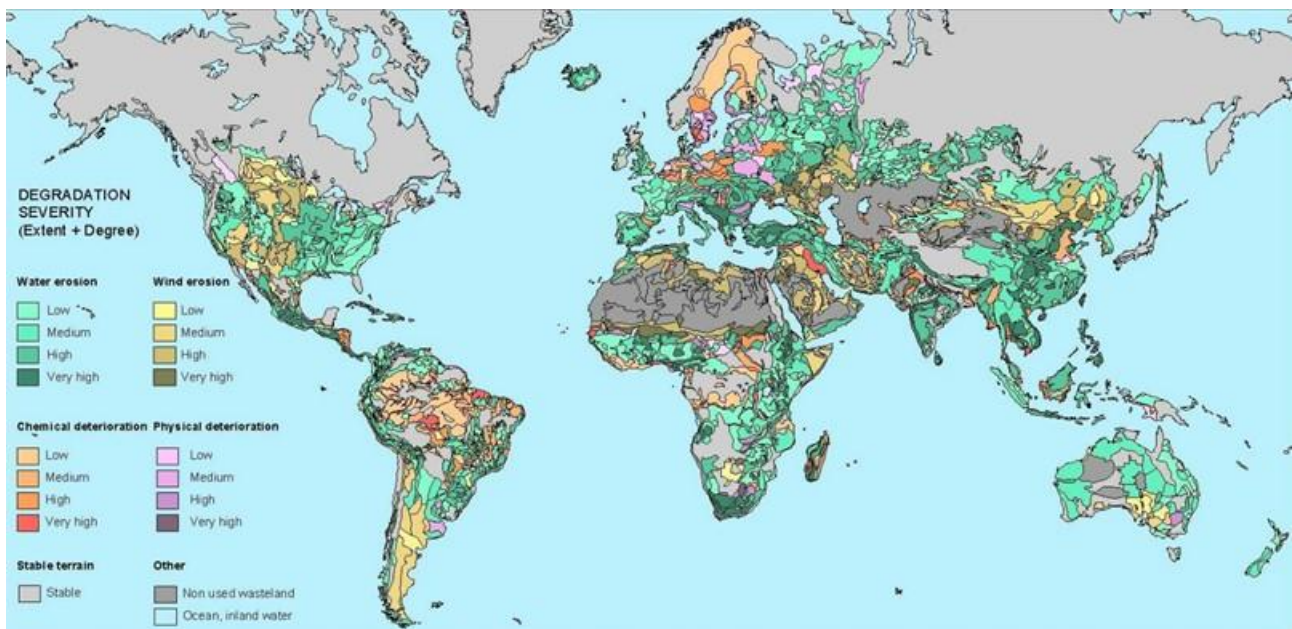 DEGRADATION
SEVERITY
(Extent + Degree)
Water erosion
Low
Medium
High
Very high
Wind erosion
Low
Medium
High
Very high
Chemical deterioration
Low
Medium
High
Very high
Physical deterioration
Low
Medium
High
Very high
Stable terrain
Stable
Other
Non used wasteland
Ocean, inland water